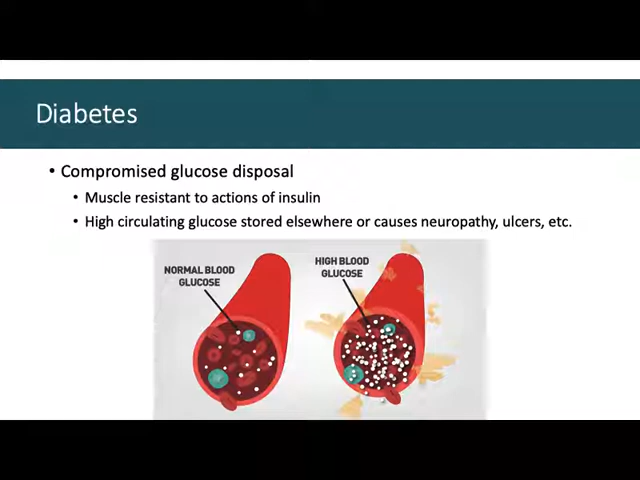 Diabetes
• Compromised glucose disposal
• Muscle resistant to actions of insulin
• High circulating glucose stored elsewhere or causes neuropathy, ulcers, etc.
NORMAL BLOOD
GLUCOSE
HIGH BLOOD
GLUCOSE